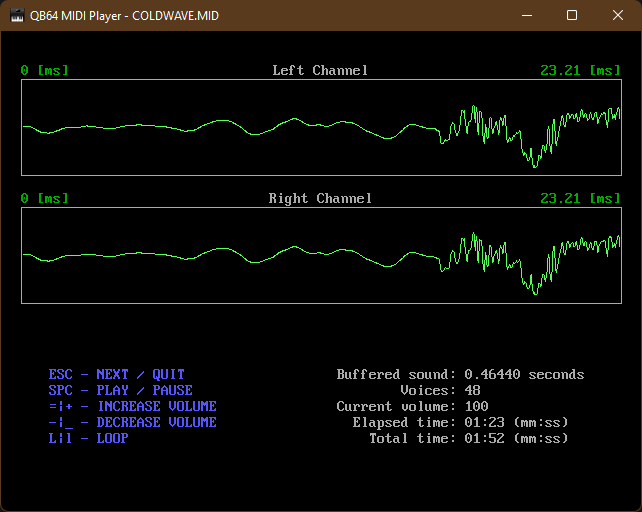 QB64 MIDI Player - COLDWAVE.MID
0 [ms] Left Channel 23.21 [ms]
0 [ms] Right Channel 23.21 [ms]
ESC - NEXT / QUIT
SPC - PLAY / PAUSE
=¦+ - INCREASE VOLUME
-¦_ - DECREASE VOLUME
L¦l - LOOP
Buffered sound: 0.46440 seconds
Voices: 48
Current volume: 100
Elapsed time: 01:23 (mm:ss)
Total time: 01:52 (mm:ss)